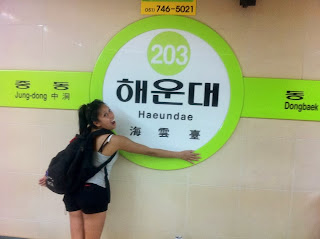 (051) 746-5021
203
해운대
Haeundae
海雲臺
중동
Jung-dong 中洞
동
Dongbaek